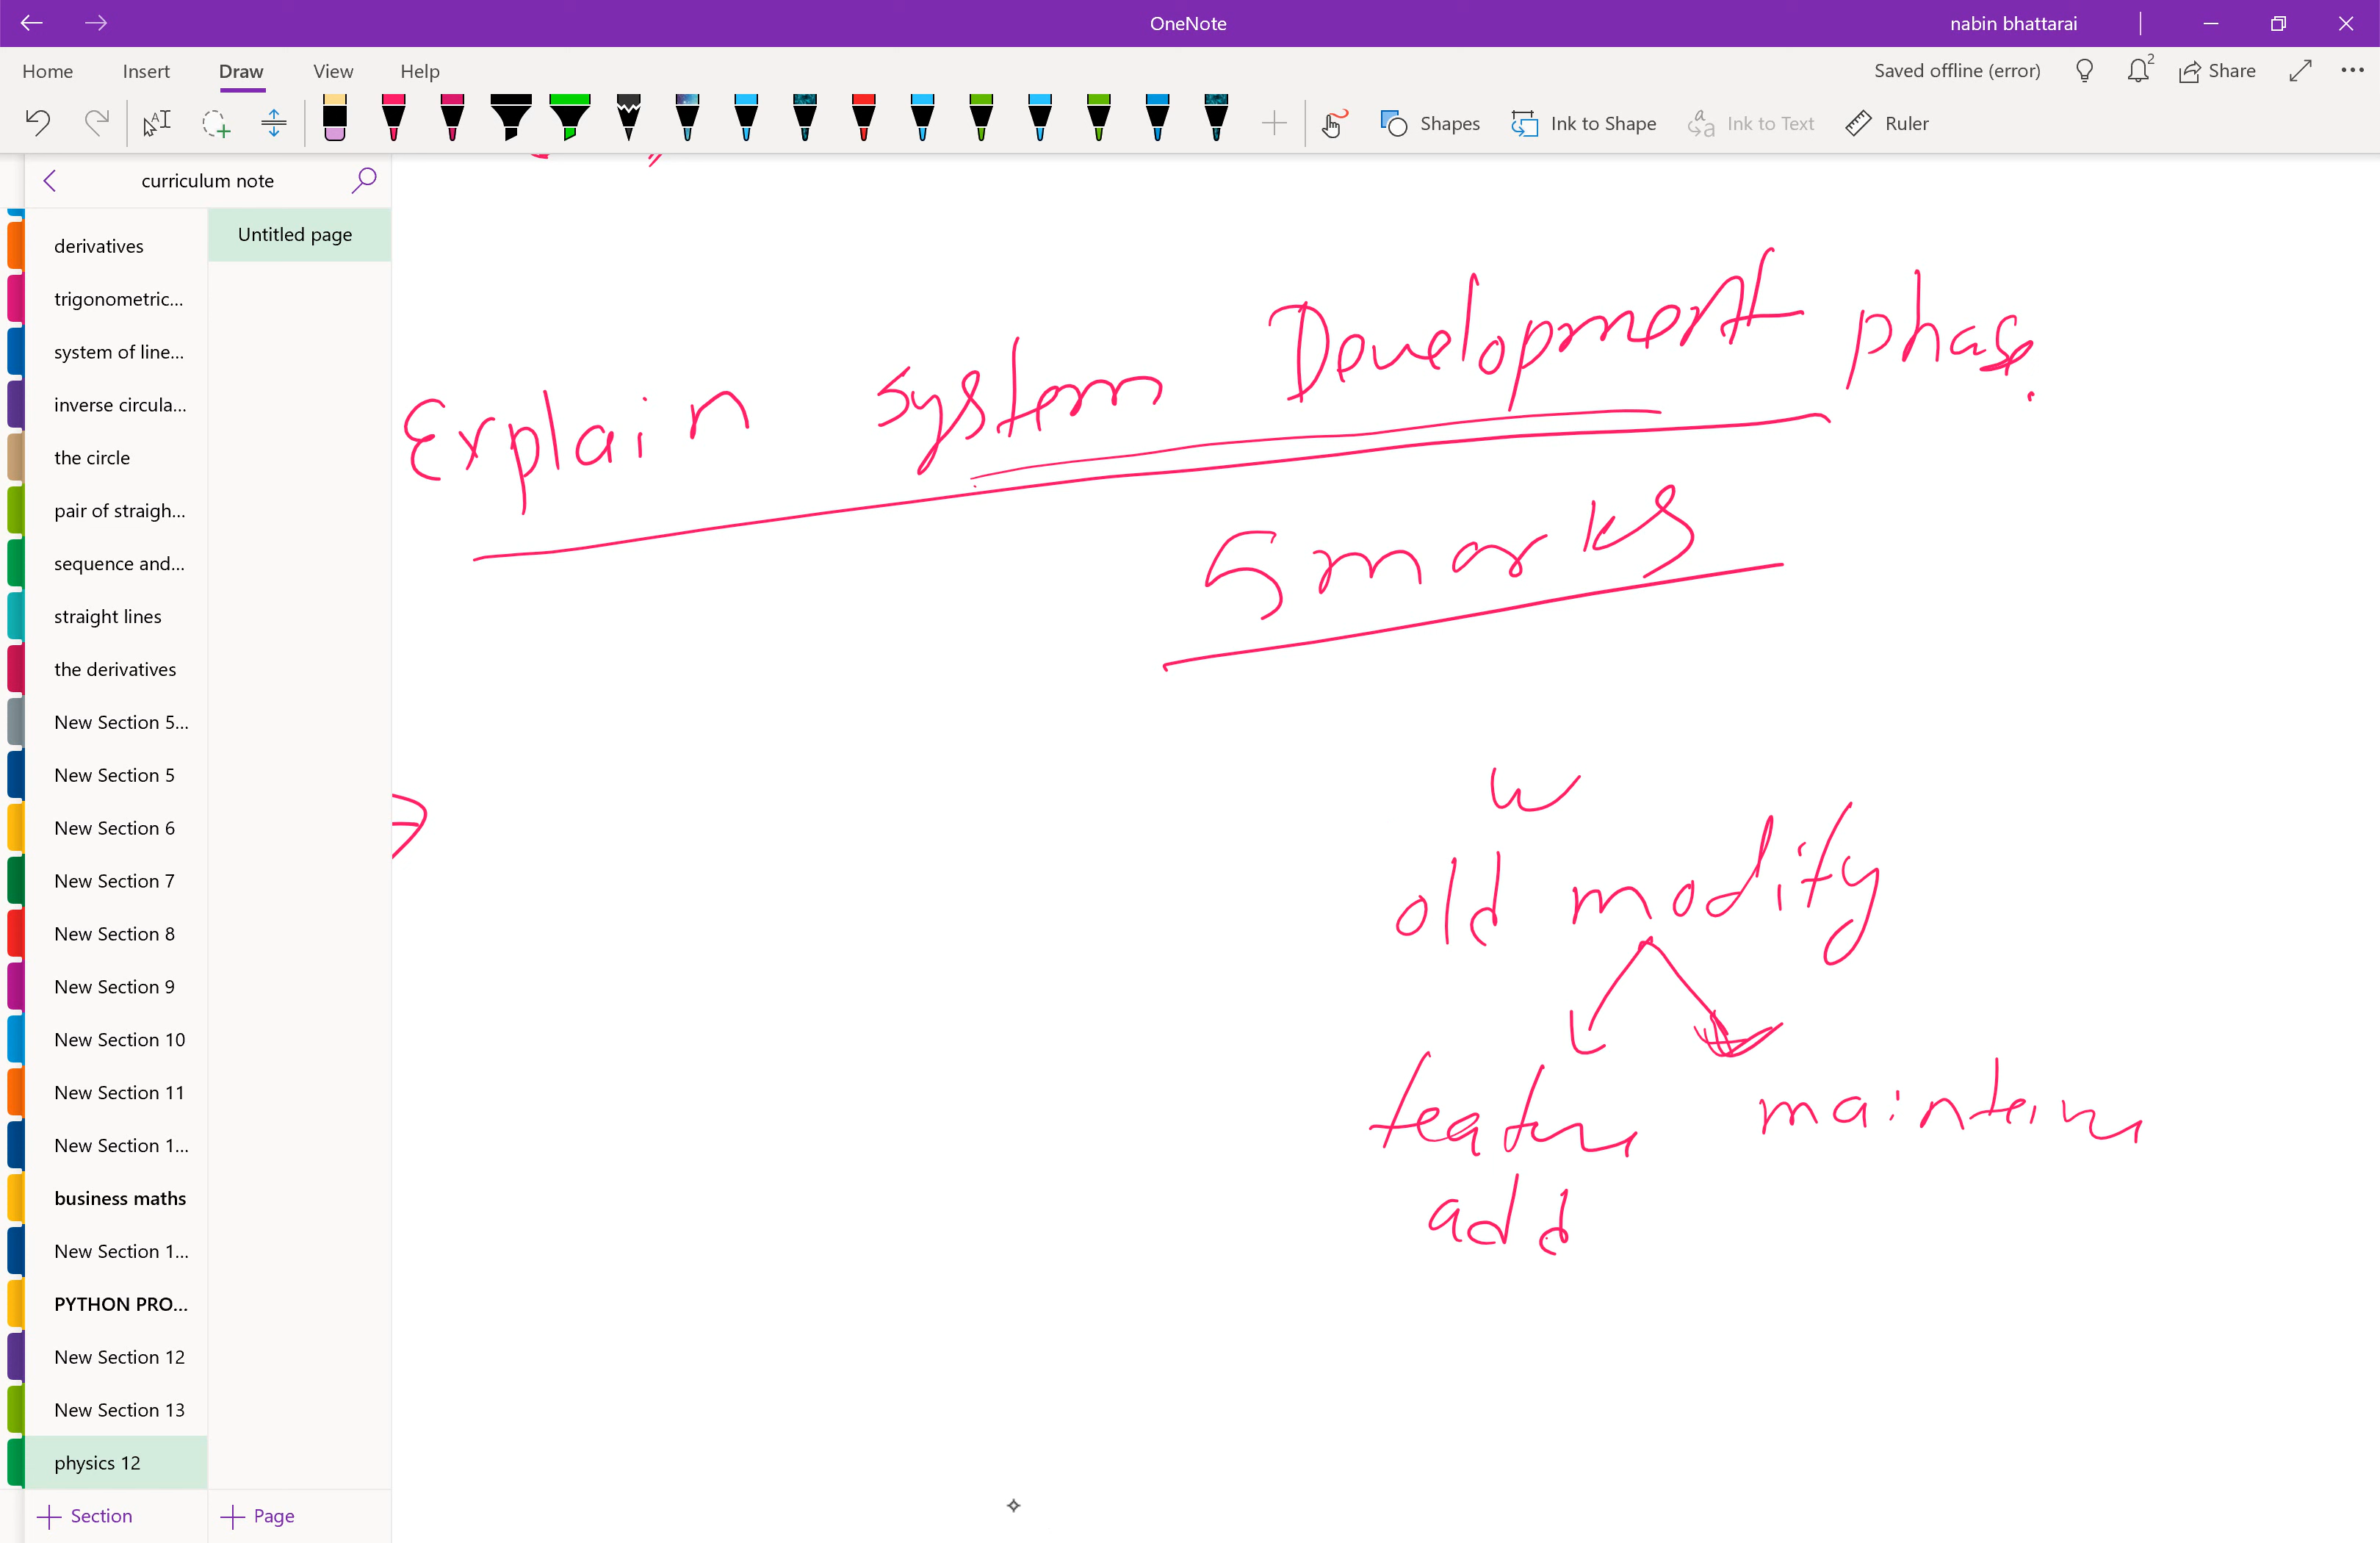 OneNote
nabin bhattarai
Home Insert Draw View Help
Saved offline (error)
2
Share
Shapes
Ink to Shape
Ink to Text
Ruler
curriculum note
Untitled page
derivatives
trigonometric...
system of line...
inverse circula...
the circle
pair of straigh...
sequence and...
straight lines
the derivatives
New Section 5...
New Section 5
New Section 6
New Section 7
New Section 8
New Section 9
New Section 10
New Section 11
New Section 1...
business maths
New Section 1...
PYTHON PRO...
New Section 12
New Section 13
physics 12
Section
Page
Explain system Development phase.
5 marks
old modify
add